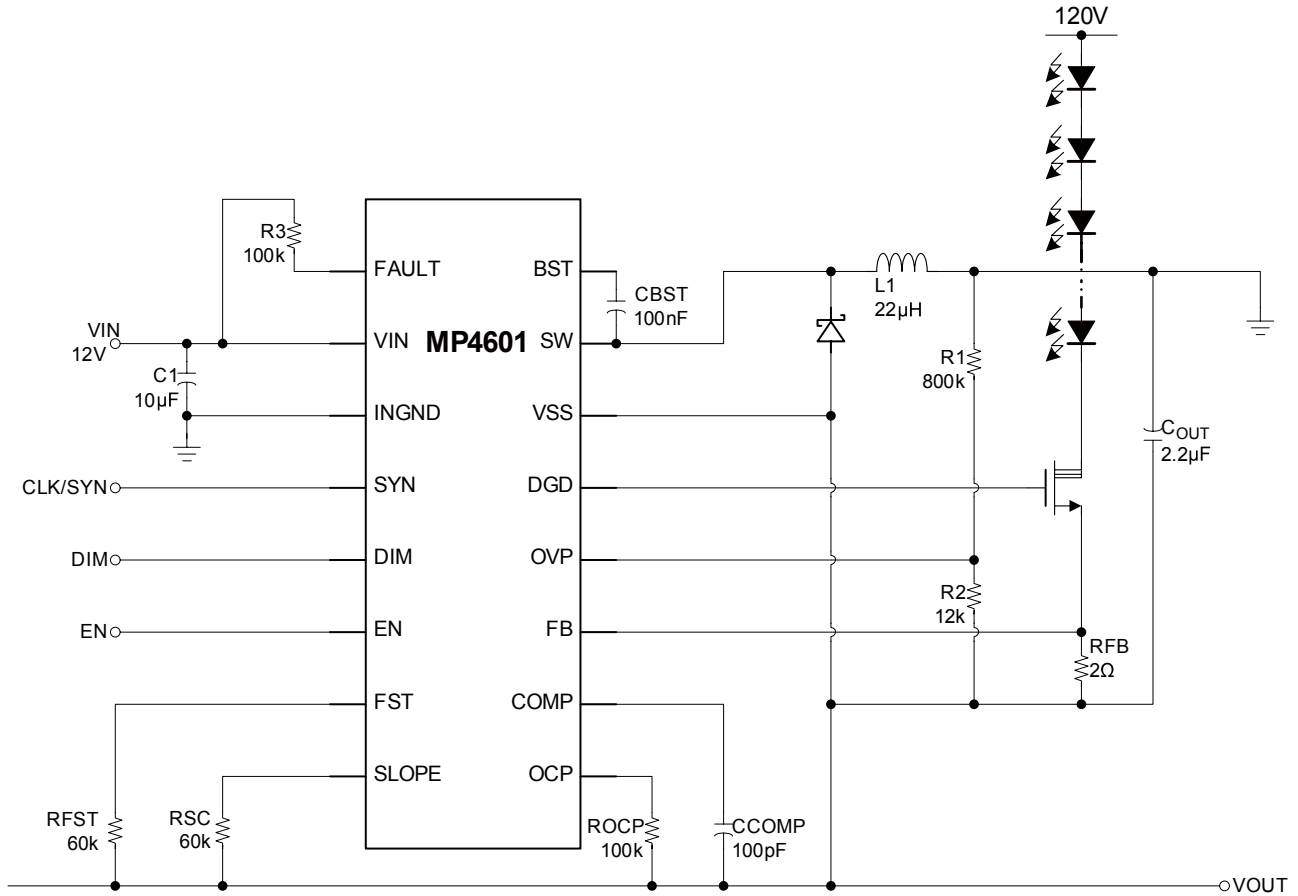 120V
R3
100k
FAULT
BST
CBST
100nF
L1
22µH
VIN
12V
VIN
MP4601
SW
R1
800k
C1
10µF
INGND
VSS
COUT
2.2µF
CLK/SYN
SYN
DGD
DIM
DIM
OVP
R2
12k
EN
EN
FB
RFB
2Ω
FST
COMP
SLOPE
OCP
RFST
60k
RSC
60k
ROCP
100k
CCOMP
100pF
VOUT